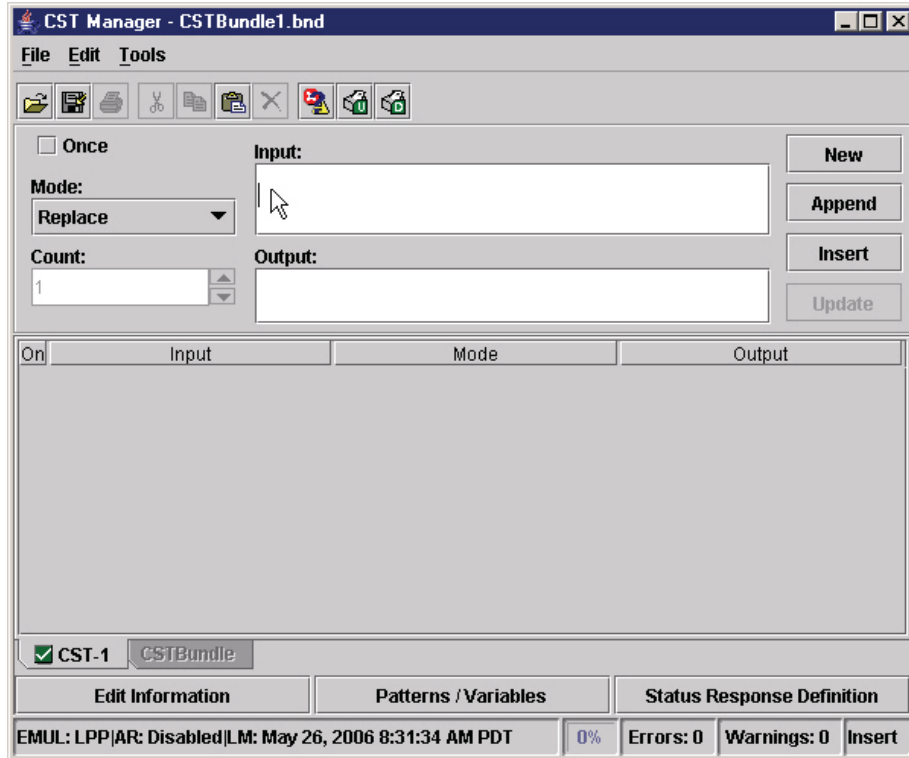 CST Manager - CSTBundle1.bnd
File Edit Tools
Once
Input:
New
Mode:
Replace
Append
Count:
Output:
Insert
1
Update
On Input Mode Output
CST-1 CSTBundle
Edit Information Patterns / Variables Status Response Definition
EMUL: LPP|AR: Disabled|LM: May 26, 2006 8:31:34 AM PDT 0% Errors: 0 Warnings: 0 Insert